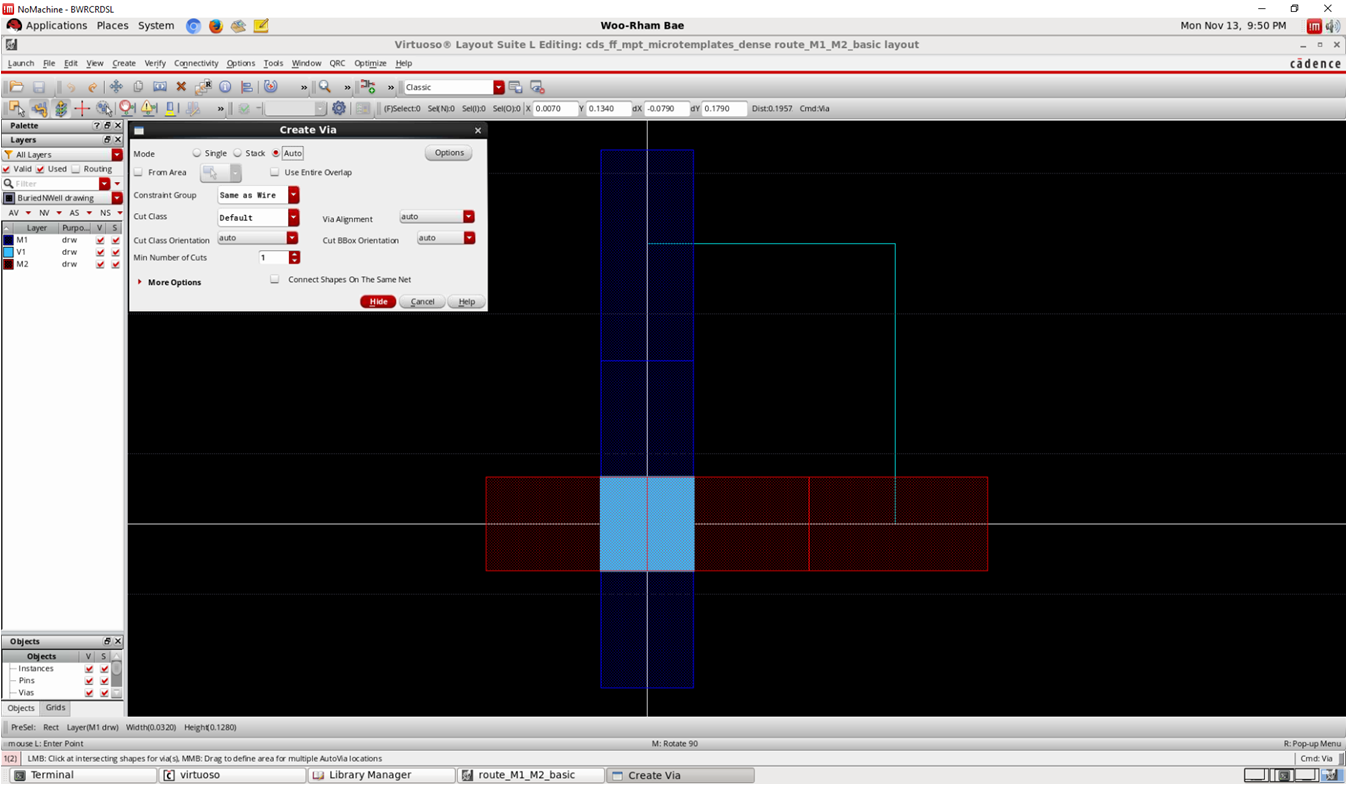 NoMachine - BWRCRDSL
Applications Places System Woo-Rham Bae Mon Nov 13, 9:50 PM
Virtuoso® Layout Suite L Editing: cds_ff_mpt_microtemplates_dense route_M1_M2_basic layout
Launch File Edit View Create Verify Connectivity Options Tools Window QRC Optimize Help cādence
» » » Classic
» (F)Select:0 Sel(N):0 Sel(I):0 Sel(O):0 X 0.0070 Y 0.1340 dX -0.0790 dY 0.1790 Dist:0.1957 Cmd:Via
Palette
Layers
All Layers
Valid Used Routing
Filter
BuriedNWell drawing
AV NV AS NS
Layer Purpo... V S
M1 drw
V1 drw
M2 drw
Create Via
Mode Single Stack Auto Options
From Area Use Entire Overlap
Constraint Group Same as Wire
Cut Class Default Via Alignment auto
Cut Class Orientation auto Cut BBox Orientation auto
Min Number of Cuts 1
More Options Connect Shapes On The Same Net
Hide Cancel Help
Objects
Objects V S
Instances
Pins
Vias
Objects Grids
PreSel: Rect Layer(M1 drw) Width(0.0320) Height(0.1280)
mouse L: Enter Point M: Rotate 90 R: Pop-up Menu
1(2) LMB: Click at intersecting shapes for via(s), MMB: Drag to define area for multiple AutoVia locations Cmd: Via
Terminal virtuoso Library Manager route_M1_M2_basic Create Via